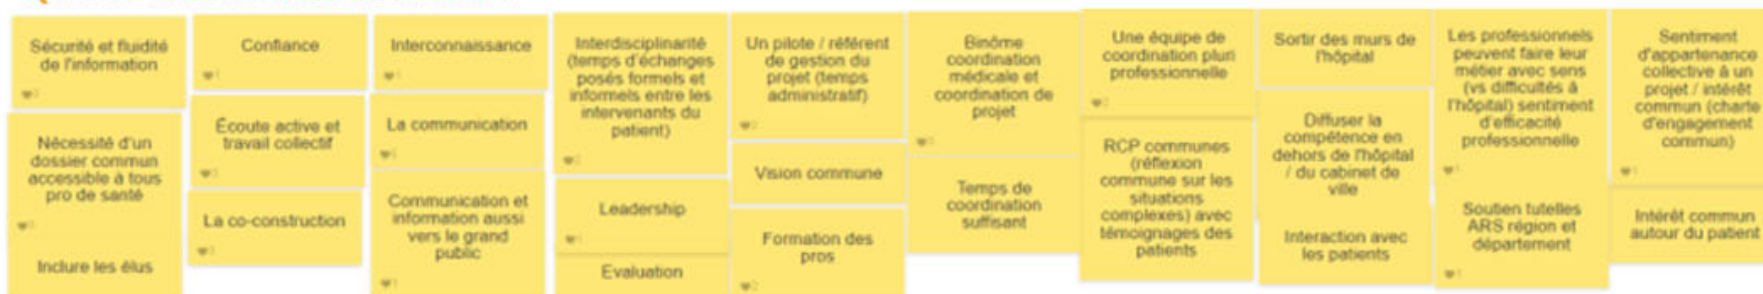 Sécurité et fluidité
de l'information
Nécessité d'un
dossier commun
accessible à tous
pro de santé
Inclure les élus
Confiance
Écoute active et
travail collectif
La co-construction
Interconnaissance
La communication
Communication et
information aussi
vers le grand
public
Interdisciplinarité
(temps d'échanges
posés formels et
informels entre les
intervenants du
patient)
Leadership
Evaluation
Un pilote / référent
de gestion du
projet (temps
administratif)
Vision commune
Formation des
pros
Binôme
coordination
médicale et
coordination de
projet
Temps de
coordination
suffisant
Une équipe de
coordination pluri
professionnelle
RCP communes
(réflexion
commune sur les
situations
complexes) avec
témoignages des
patients
Sortir des murs de
l'hôpital
Diffuser la
compétence en
dehors de l'hôpital
/ du cabinet de
ville
Interaction avec
les patients
Les professionnels
peuvent faire leur
métier avec sens
(vs difficultés à
l'hôpital) sentiment
d'efficacité
professionnelle
Soutien tutelles
ARS région et
département
Sentiment
d'appartenance
collective à un
projet / intérêt
commun (charte
d'engagement
commun)
Intérêt commun
autour du patient